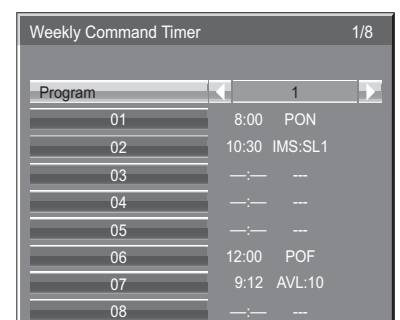 Weekly Command Timer 1/8
Program 1
01 8:00 PON
02 10:30 IMS:SL1
03 —:— ---
04 —:— ---
05 —:— ---
06 12:00 POF
07 9:12 AVL:10
08 —:— ---